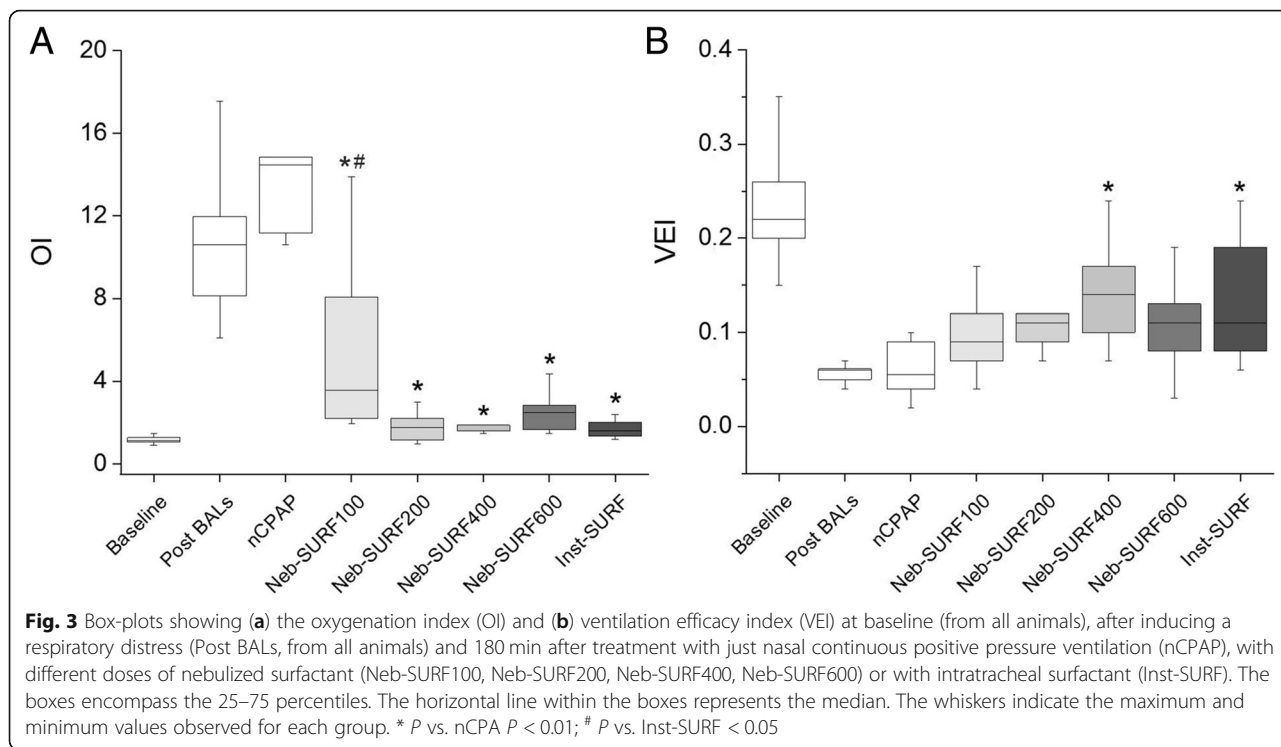 A
B
20
16
12
8
4
0
OI
*#
*
*
*
*
Baseline
Post BALs
nCPAP
Neb-SURF100
Neb-SURF200
Neb-SURF400
Neb-SURF600
Inst-SURF
0.4
0.3
0.2
0.1
0.0
VEI
*
*
Baseline
Post BALs
nCPAP
Neb-SURF100
Neb-SURF200
Neb-SURF400
Neb-SURF600
Inst-SURF
Fig. 3 Box-plots showing (a) the oxygenation index (OI) and (b) ventilation efficacy index (VEI) at baseline (from all animals), after inducing a
respiratory distress (Post BALs, from all animals) and 180 min after treatment with just nasal continuous positive pressure ventilation (nCPAP), with
different doses of nebulized surfactant (Neb-SURF100, Neb-SURF200, Neb-SURF400, Neb-SURF600) or with intratracheal surfactant (Inst-SURF). The
boxes encompass the 25–75 percentiles. The horizontal line within the boxes represents the median. The whiskers indicate the maximum and
minimum values observed for each group. * P vs. nCPA P < 0.01; # P vs. Inst-SURF < 0.05